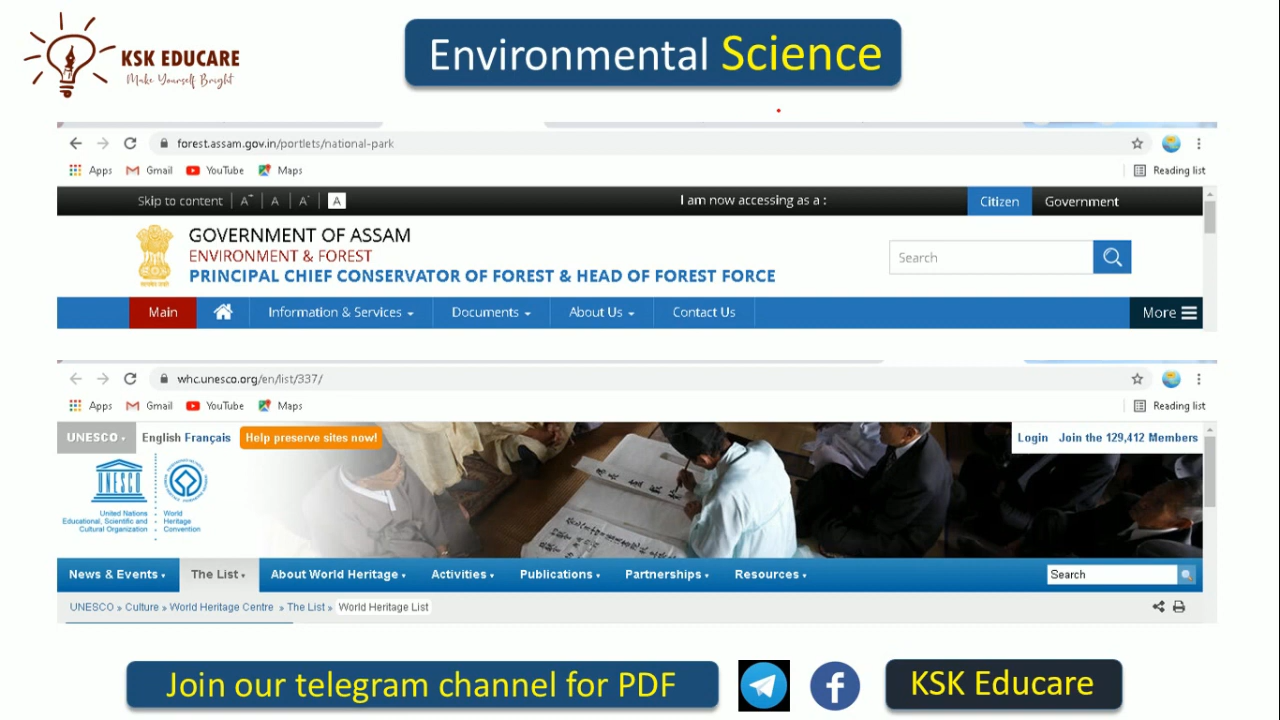 KSK EDUCARE
Make Yourself Bright
Environmental Science
forest.assam.gov.in/portlets/national-park
Apps Gmail YouTube Maps Reading list
Skip to content A+ A A- A I am now accessing as a : Citizen Government
GOVERNMENT OF ASSAM
ENVIRONMENT & FOREST
PRINCIPAL CHIEF CONSERVATOR OF FOREST & HEAD OF FOREST FORCE
Search
Main Information & Services Documents About Us Contact Us More
whc.unesco.org/en/list/337/
Apps Gmail YouTube Maps Reading list
UNESCO English Français Help preserve sites now! Login Join the 129,412 Members
UNESCO
United Nations
Educational, Scientific and
Cultural Organization
World
Heritage
Convention
News & Events The List About World Heritage Activities Publications Partnerships Resources Search
UNESCO » Culture » World Heritage Centre » The List » World Heritage List
Join our telegram channel for PDF
KSK Educare